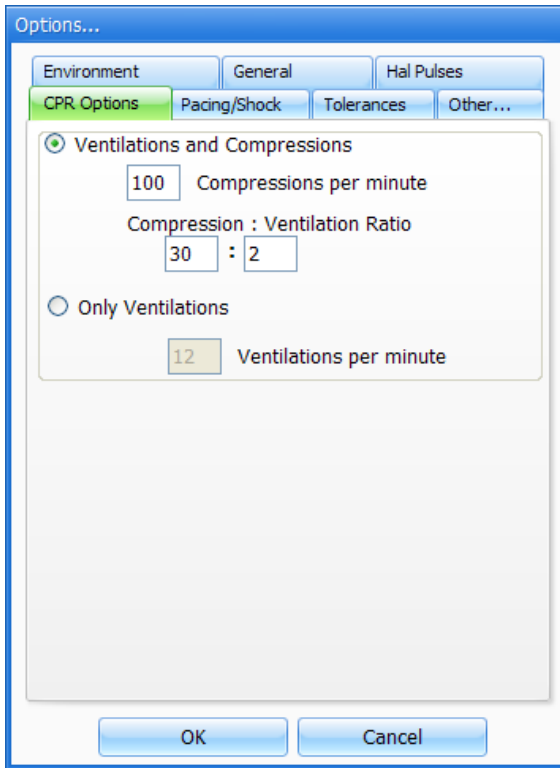 Options...
Environment General Hal Pulses
CPR Options Pacing/Shock Tolerances Other...
Ventilations and Compressions
100 Compressions per minute
Compression : Ventilation Ratio
30 : 2
Only Ventilations
12 Ventilations per minute
OK Cancel